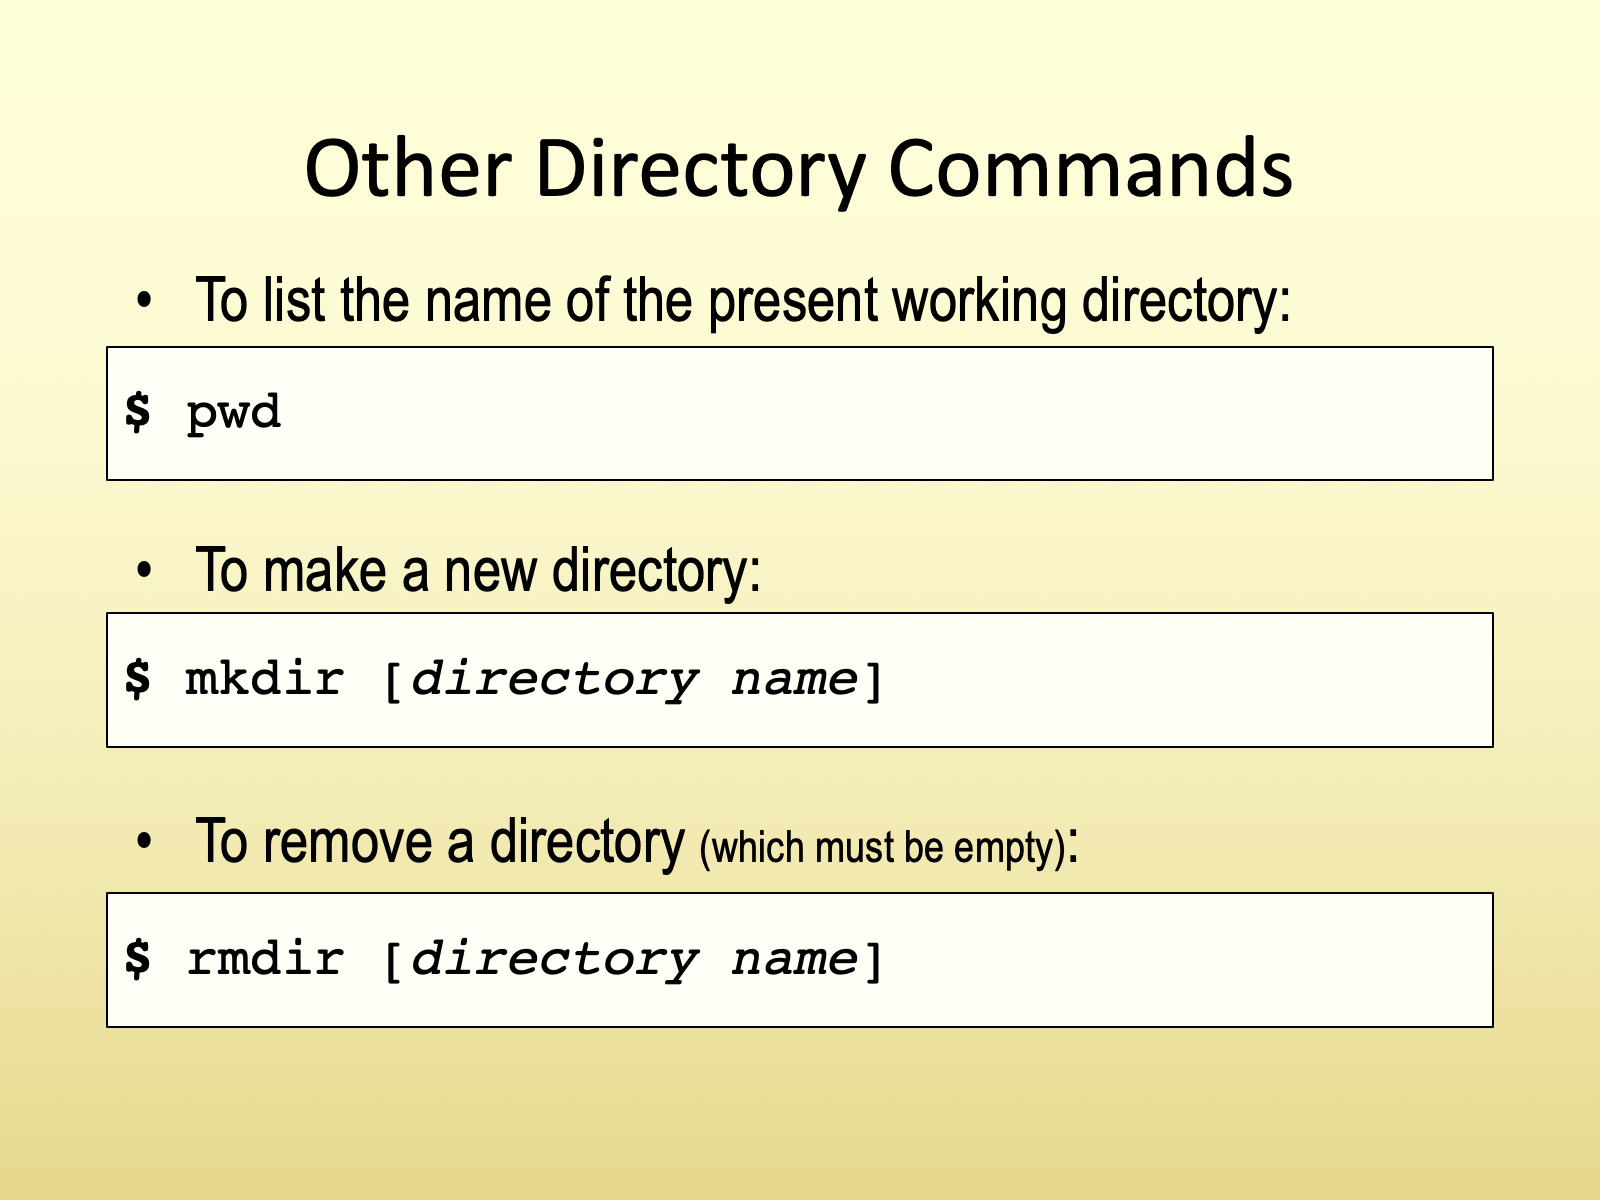 Other Directory Commands
• To list the name of the present working directory:
$ pwd
• To make a new directory:
$ mkdir [directory name]
• To remove a directory (which must be empty):
$ rmdir [directory name]